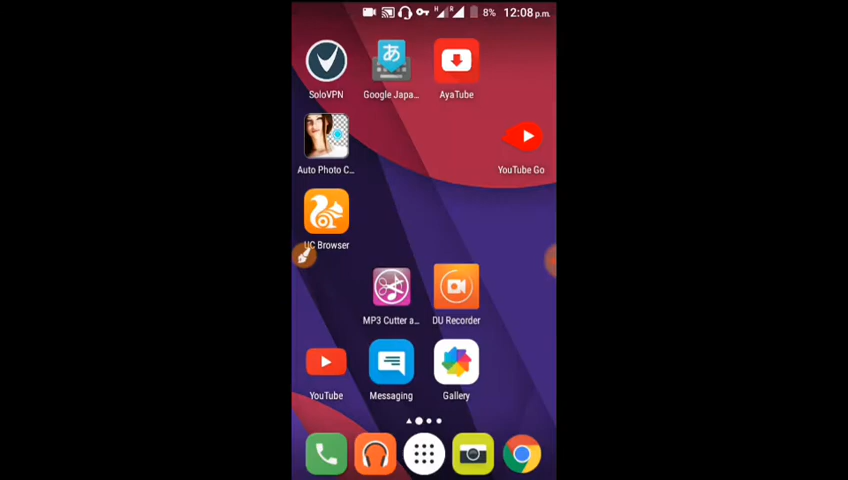 H R 8% 12:08 p.m.
SoloVPN Google Japa... AyaTube
あ
Auto Photo C... YouTube Go
UC Browser
MP3 Cutter a... DU Recorder
YouTube Messaging Gallery